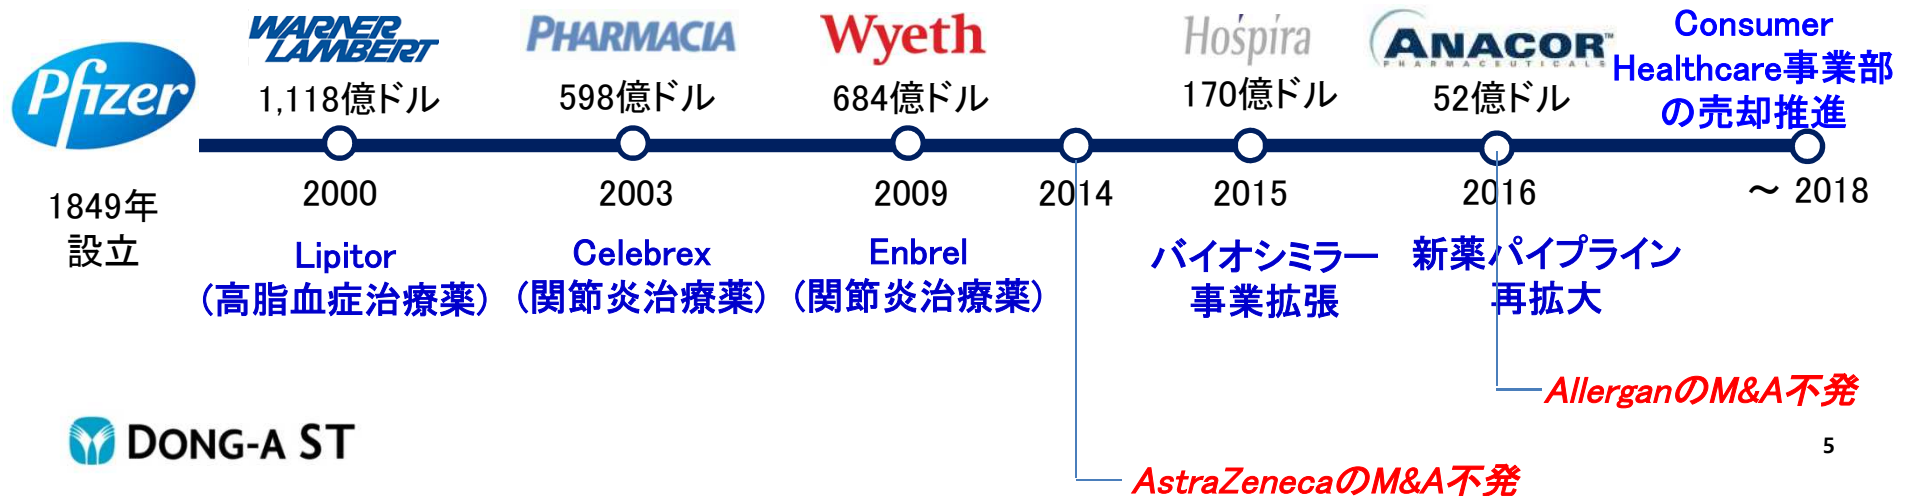 Pfizer
1849年
設立
WARNER
LAMBERT
1,118億ドル
2000
Lipitor
(高脂血症治療薬)
PHARMACIA
598億ドル
2003
Celebrex
(関節炎治療薬)
Wyeth
684億ドル
2009
Enbrel
(関節炎治療薬)
2014
AstraZenecaのM&A不発
Hospira
170億ドル
2015
バイオシミラー
事業拡張
ANACOR™
PHARMACEUTICALS
52億ドル
2016
新薬パイプライン
再拡大
AllerganのM&A不発
Consumer
Healthcare事業部
の売却推進
～ 2018
DONG-A ST
5